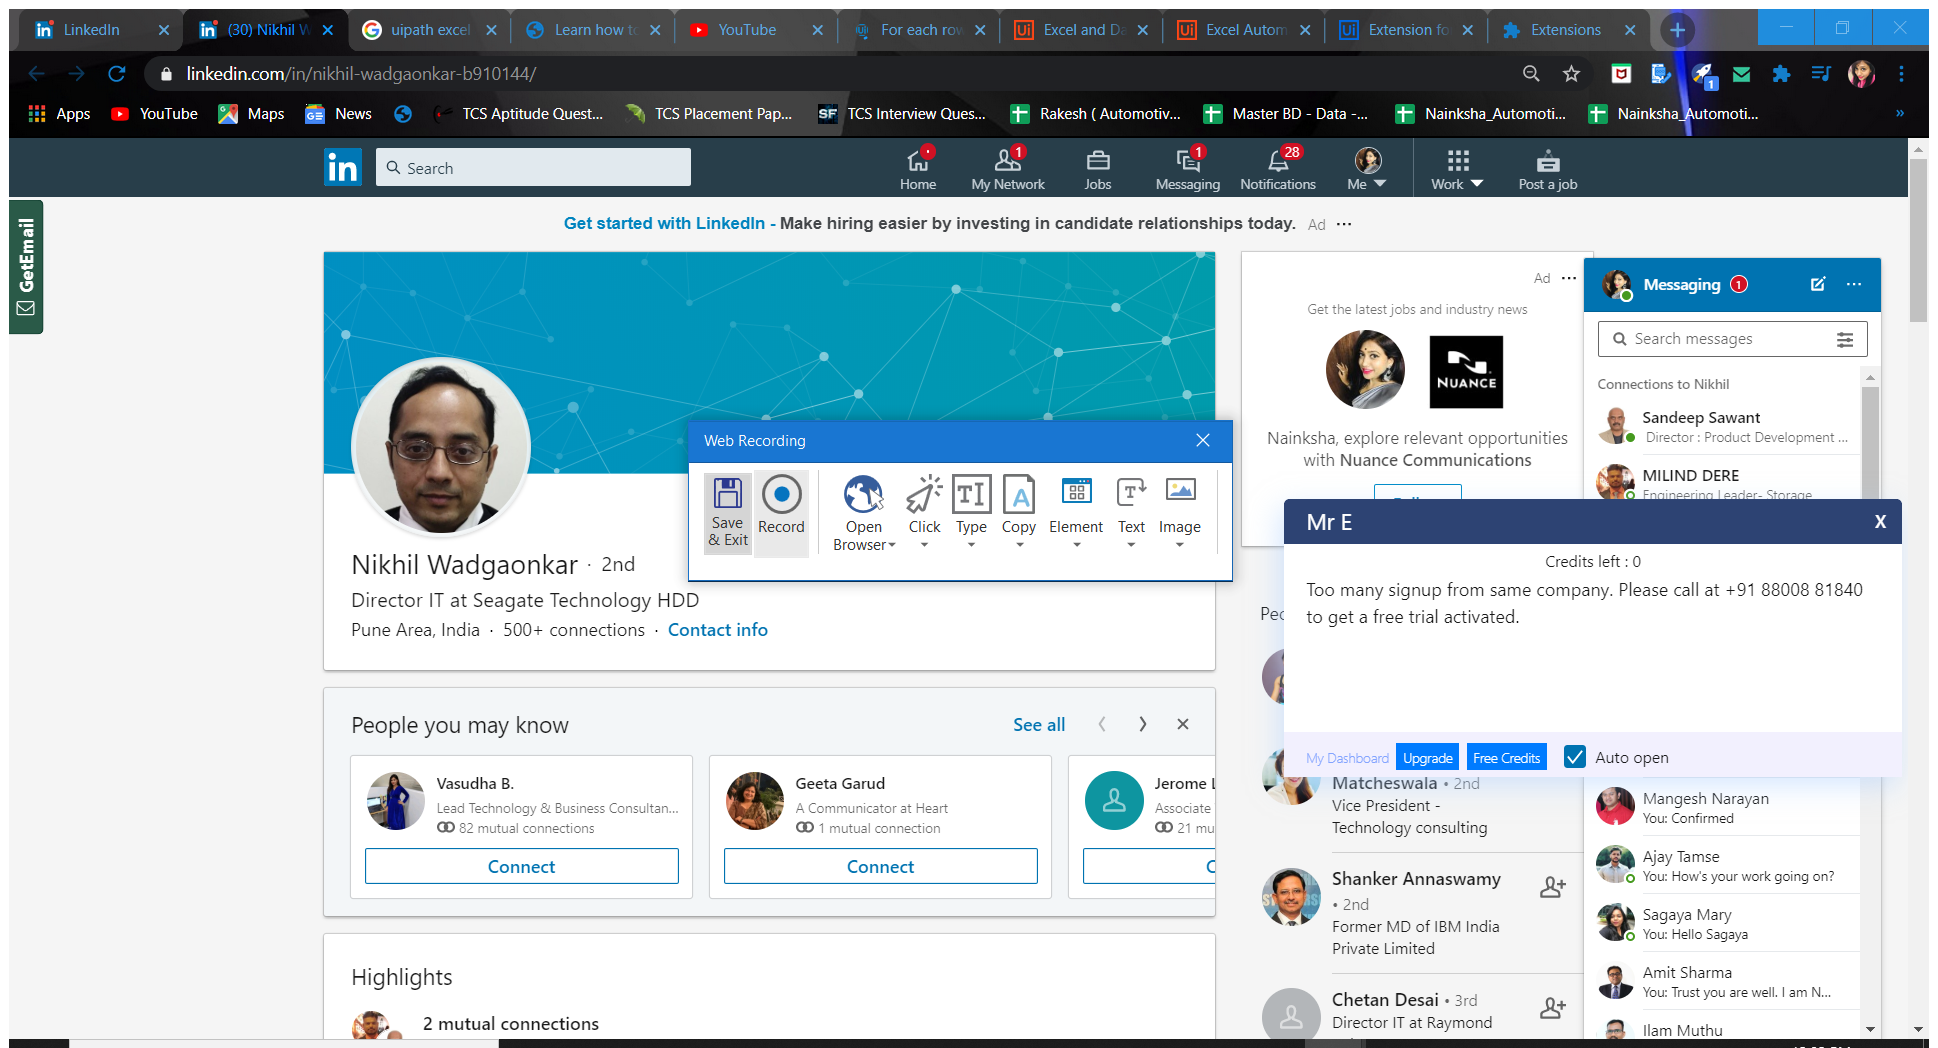 LinkedIn
(30) Nikhil W
uipath excel
Learn how to
YouTube
For each row
Excel and Da
Excel Autom
Extension fo
Extensions
linkedin.com/in/nikhil-wadgaonkar-b910144/
1
Apps
YouTube
Maps
News
TCS Aptitude Quest...
TCS Placement Pap...
SF
TCS Interview Ques...
Rakesh ( Automotiv...
Master BD - Data -...
Nainksha_Automoti...
Nainksha_Automoti...
»
in
Search
Home
1
My Network
Jobs
1
Messaging
28
Notifications
Me
Work
Post a job
GetEmail
Get started with LinkedIn - Make hiring easier by investing in candidate relationships today. Ad ...
Nikhil Wadgaonkar · 2nd
Director IT at Seagate Technology HDD
Pune Area, India · 500+ connections · Contact info
Web Recording
Save & Exit
Record
Open Browser
Click
Type
Copy
Element
Text
Image
Ad ...
Get the latest jobs and industry news
NUANCE
Nainksha, explore relevant opportunities
with Nuance Communications
Messaging 1
Search messages
Connections to Nikhil
Sandeep Sawant
Director : Product Development ...
MILIND DERE
Engineering Leader- Storage
Mr E
X
Credits left : 0
Too many signup from same company. Please call at +91 88008 81840
to get a free trial activated.
My Dashboard
Upgrade
Free Credits
Auto open
People you may know
See all
Vasudha B.
Lead Technology & Business Consultan...
82 mutual connections
Connect
Geeta Garud
A Communicator at Heart
1 mutual connection
Connect
Jerome L
Associate
21 mu
C
Highlights
2 mutual connections
Peo
Matcheswala • 2nd
Vice President -
Technology consulting
Shanker Annaswamy
• 2nd
Former MD of IBM India
Private Limited
Chetan Desai • 3rd
Director IT at Raymond
Mangesh Narayan
You: Confirmed
Ajay Tamse
You: How's your work going on?
Sagaya Mary
You: Hello Sagaya
Amit Sharma
You: Trust you are well. I am N...
Ilam Muthu